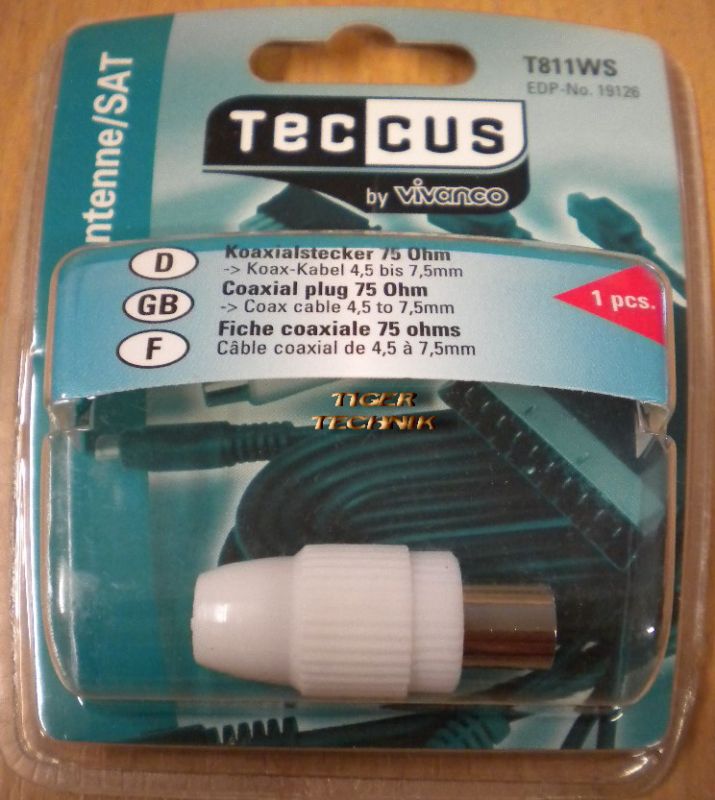 T811WS
EDP-No. 19126
ntenne/SAT
TECCUS
by vivanco
D
Koaxialstecker 75 Ohm
-> Koax-Kabel 4,5 bis 7,5mm
GB
Coaxial plug 75 Ohm
-> Coax cable 4,5 to 7,5mm
F
Fiche coaxiale 75 ohms
Câble coaxial de 4,5 à 7,5mm
1 pcs.
TIGER
TECHNIK